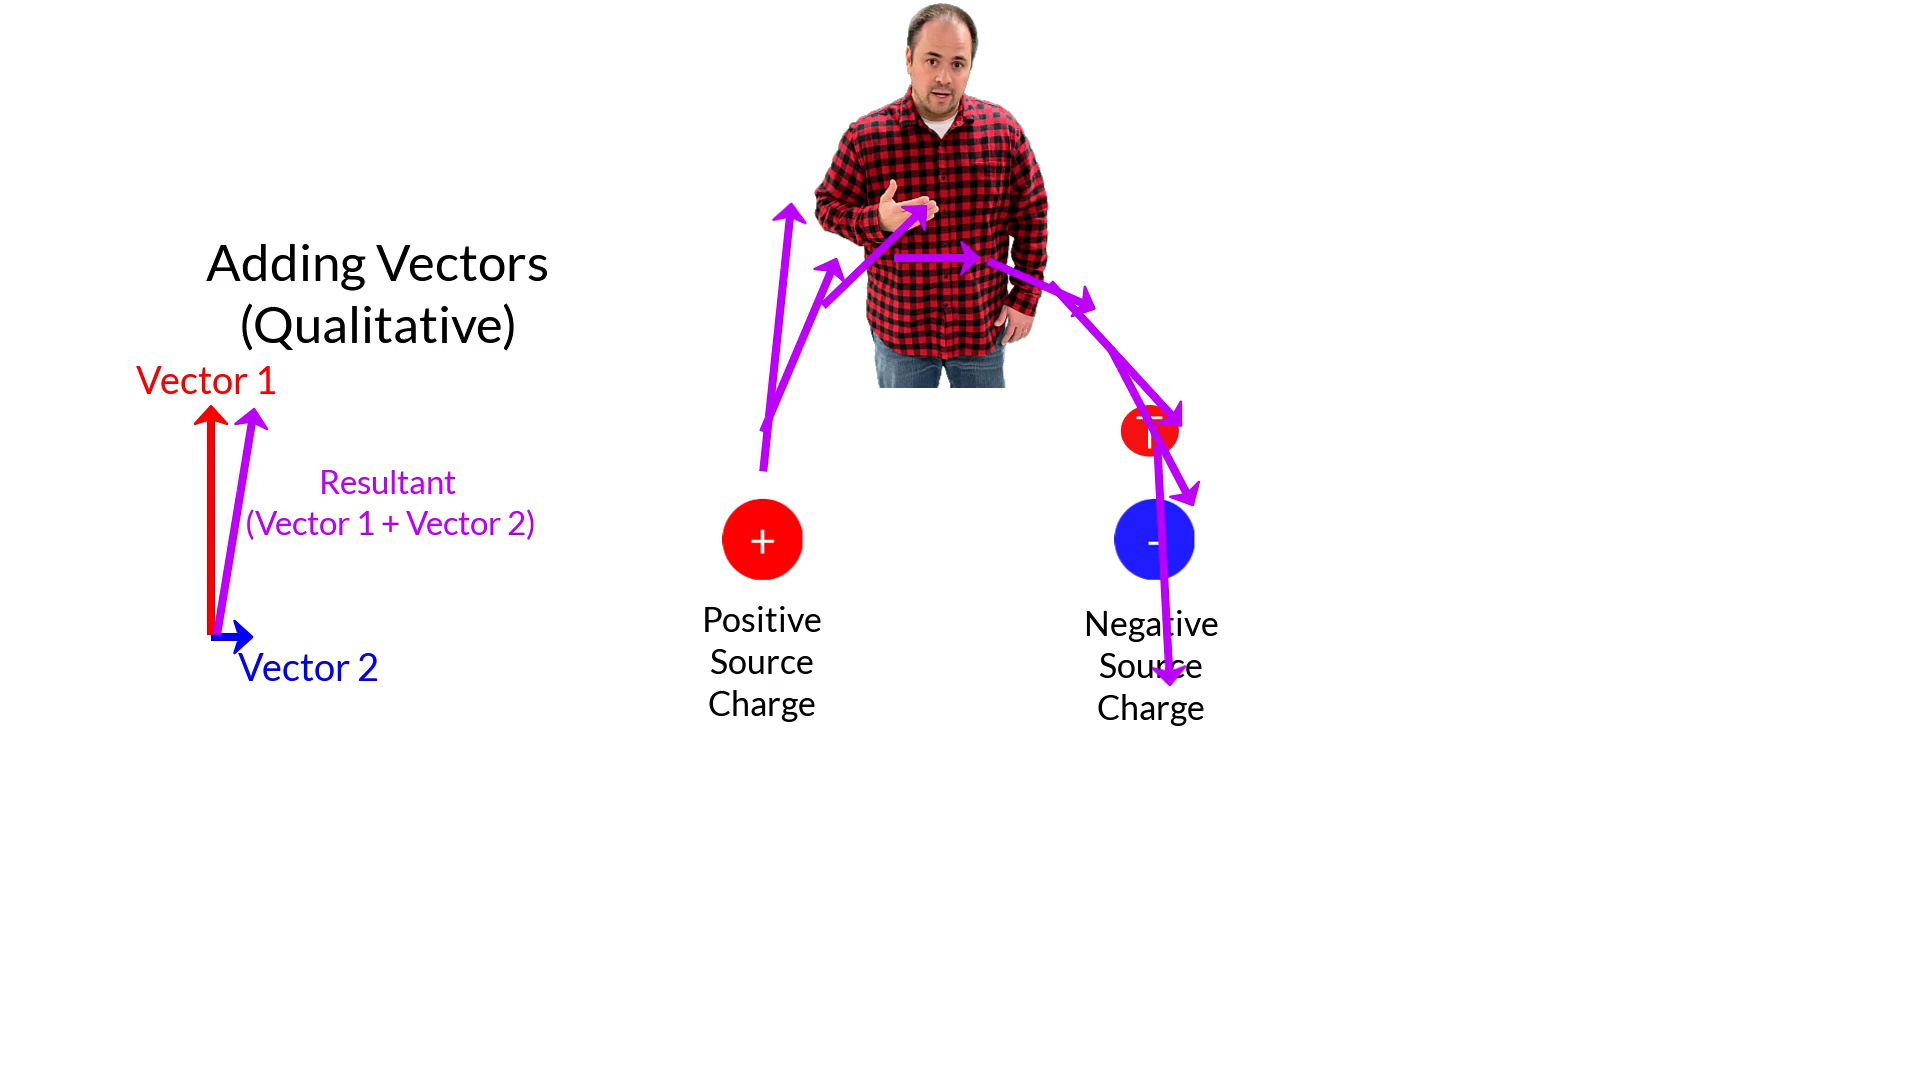 Adding Vectors
(Qualitative)
Vector 1
Resultant
(Vector 1 + Vector 2)
Vector 2
+
Positive
Source
Charge
T
-
Negative
Source
Charge